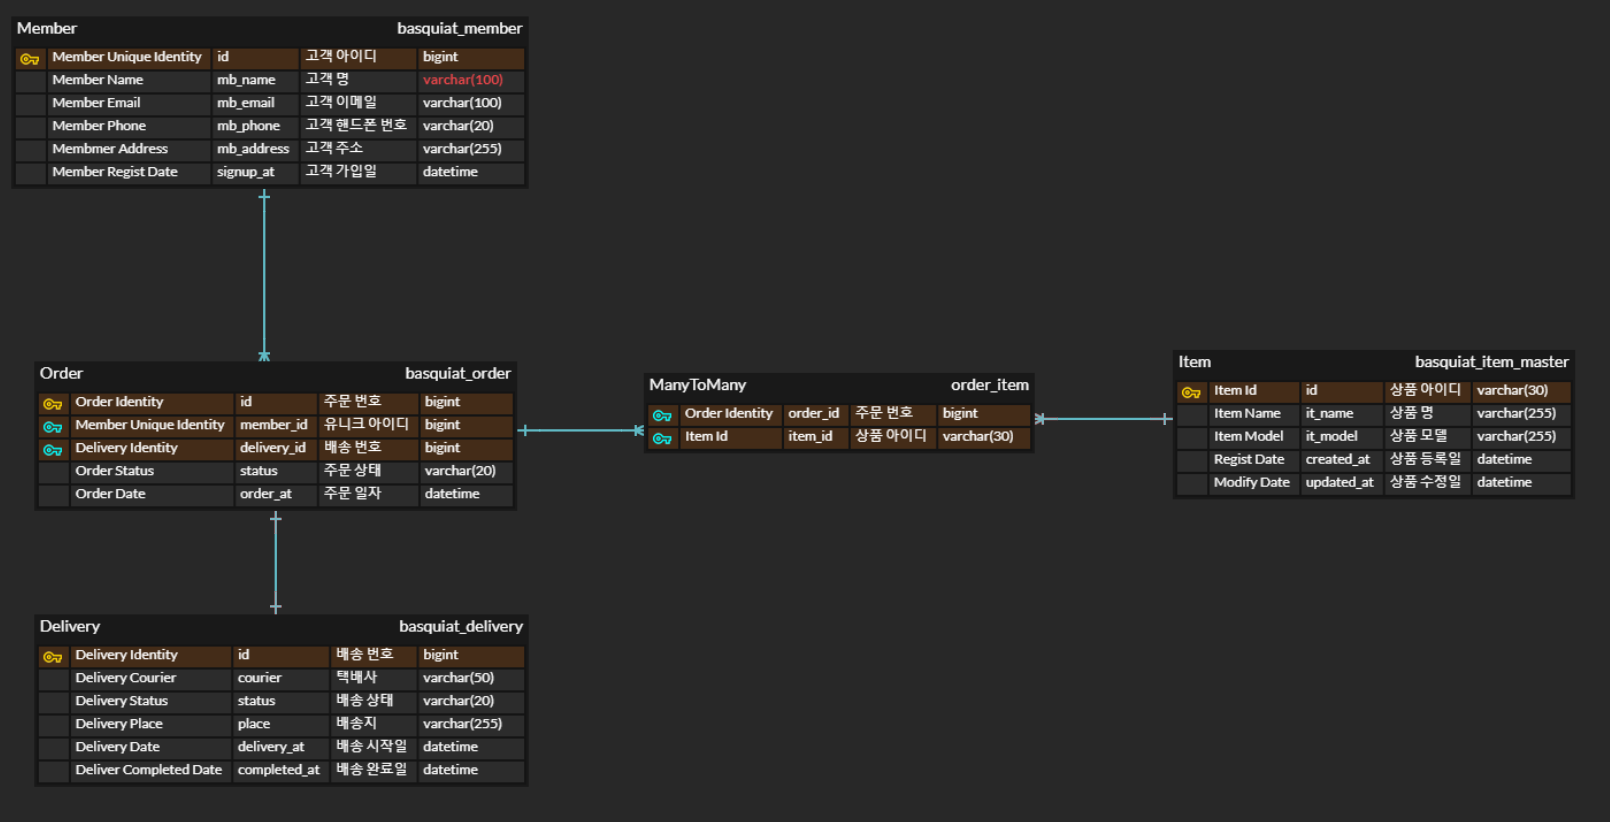 Member basquiat_member
Member Unique Identity id 고객 아이디 bigint
Member Name mb_name 고객 명 varchar(100)
Member Email mb_email 고객 이메일 varchar(100)
Member Phone mb_phone 고객 핸드폰 번호 varchar(20)
Membmer Address mb_address 고객 주소 varchar(255)
Member Regist Date signup_at 고객 가입일 datetime
Order basquiat_order
Order Identity id 주문 번호 bigint
Member Unique Identity member_id 유니크 아이디 bigint
Delivery Identity delivery_id 배송 번호 bigint
Order Status status 주문 상태 varchar(20)
Order Date order_at 주문 일자 datetime
ManyToMany order_item
Order Identity order_id 주문 번호 bigint
Item Id item_id 상품 아이디 varchar(30)
Item basquiat_item_master
Item Id id 상품 아이디 varchar(30)
Item Name it_name 상품 명 varchar(255)
Item Model it_model 상품 모델 varchar(255)
Regist Date created_at 상품 등록일 datetime
Modify Date updated_at 상품 수정일 datetime
Delivery basquiat_delivery
Delivery Identity id 배송 번호 bigint
Delivery Courier courier 택배사 varchar(50)
Delivery Status status 배송 상태 varchar(20)
Delivery Place place 배송지 varchar(255)
Delivery Date delivery_at 배송 시작일 datetime
Deliver Completed Date completed_at 배송 완료일 datetime